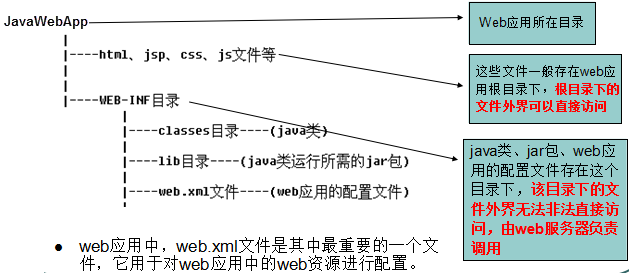 JavaWebApp
Web应用所在目录
|----html、jsp、css、js文件等
这些文件一般存在web应
用根目录下，根目录下的
文件外界可以直接访问
|----WEB-INF目录
|----classes目录----(java类)
|----lib目录----(java类运行所需的jar包)
|----web.xml文件----(web应用的配置文件)
java类、jar包、web应
用的配置文件存在这个
目录下，该目录下的文
件外界无法非法直接访
问，由web服务器负责
调用
● web应用中，web.xml文件是其中最重要的一个文
件，它用于对web应用中的web资源进行配置。